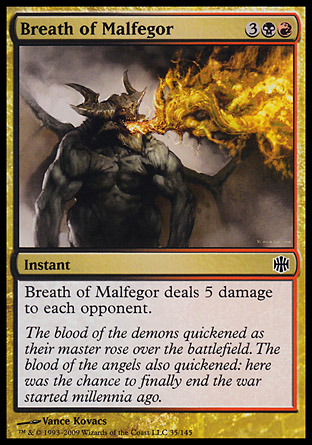 Breath of Malfegor 3
Instant
Breath of Malfegor deals 5 damage
to each opponent.
The blood of the demons quickened as
their master rose over the battlefield. The
blood of the angels also quickened: here
was the chance to finally end the war
started millennia ago.
Vance Kovacs
™ & © 1993-2009 Wizards of the Coast LLC 35/145